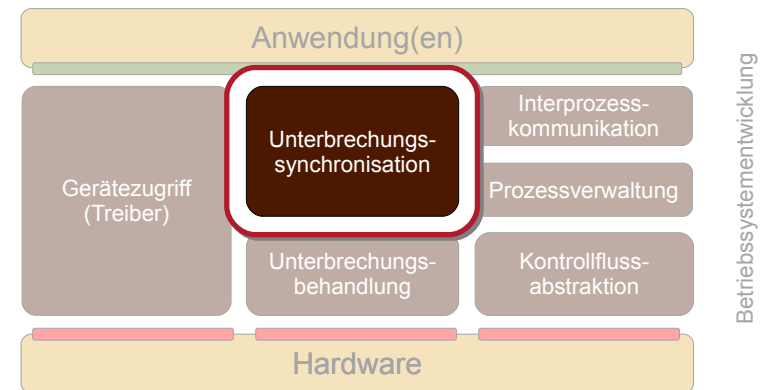 Anwendung(en)
Gerätezugriff
(Treiber)
Unterbrechungs-
synchronisation
Interprozess-
kommunikation
Prozessverwaltung
Unterbrechungs-
behandlung
Kontrollfluss-
abstraktion
Hardware
Betriebssystementwicklung